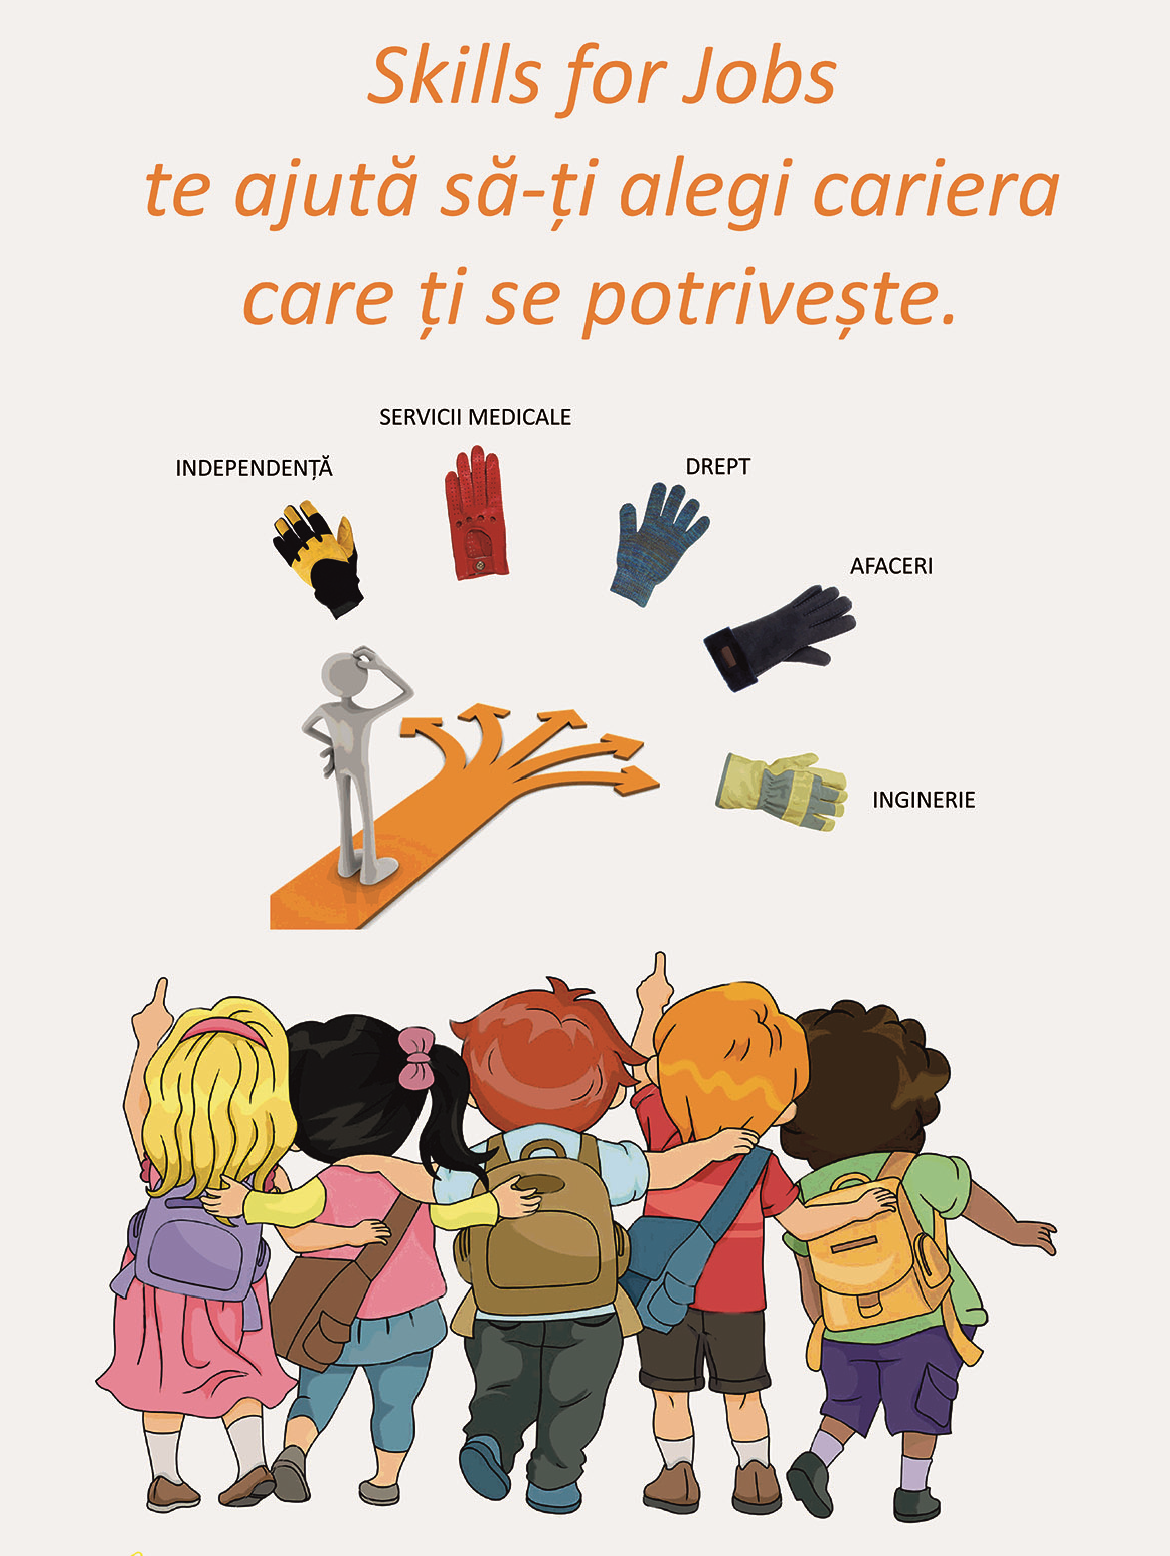 Skills for Jobs
te ajută să-ți alegi cariera
care ți se potrivește.
SERVICII MEDICALE
INDEPENDENȚĂ
DREPT
AFACERI
INGINERIE